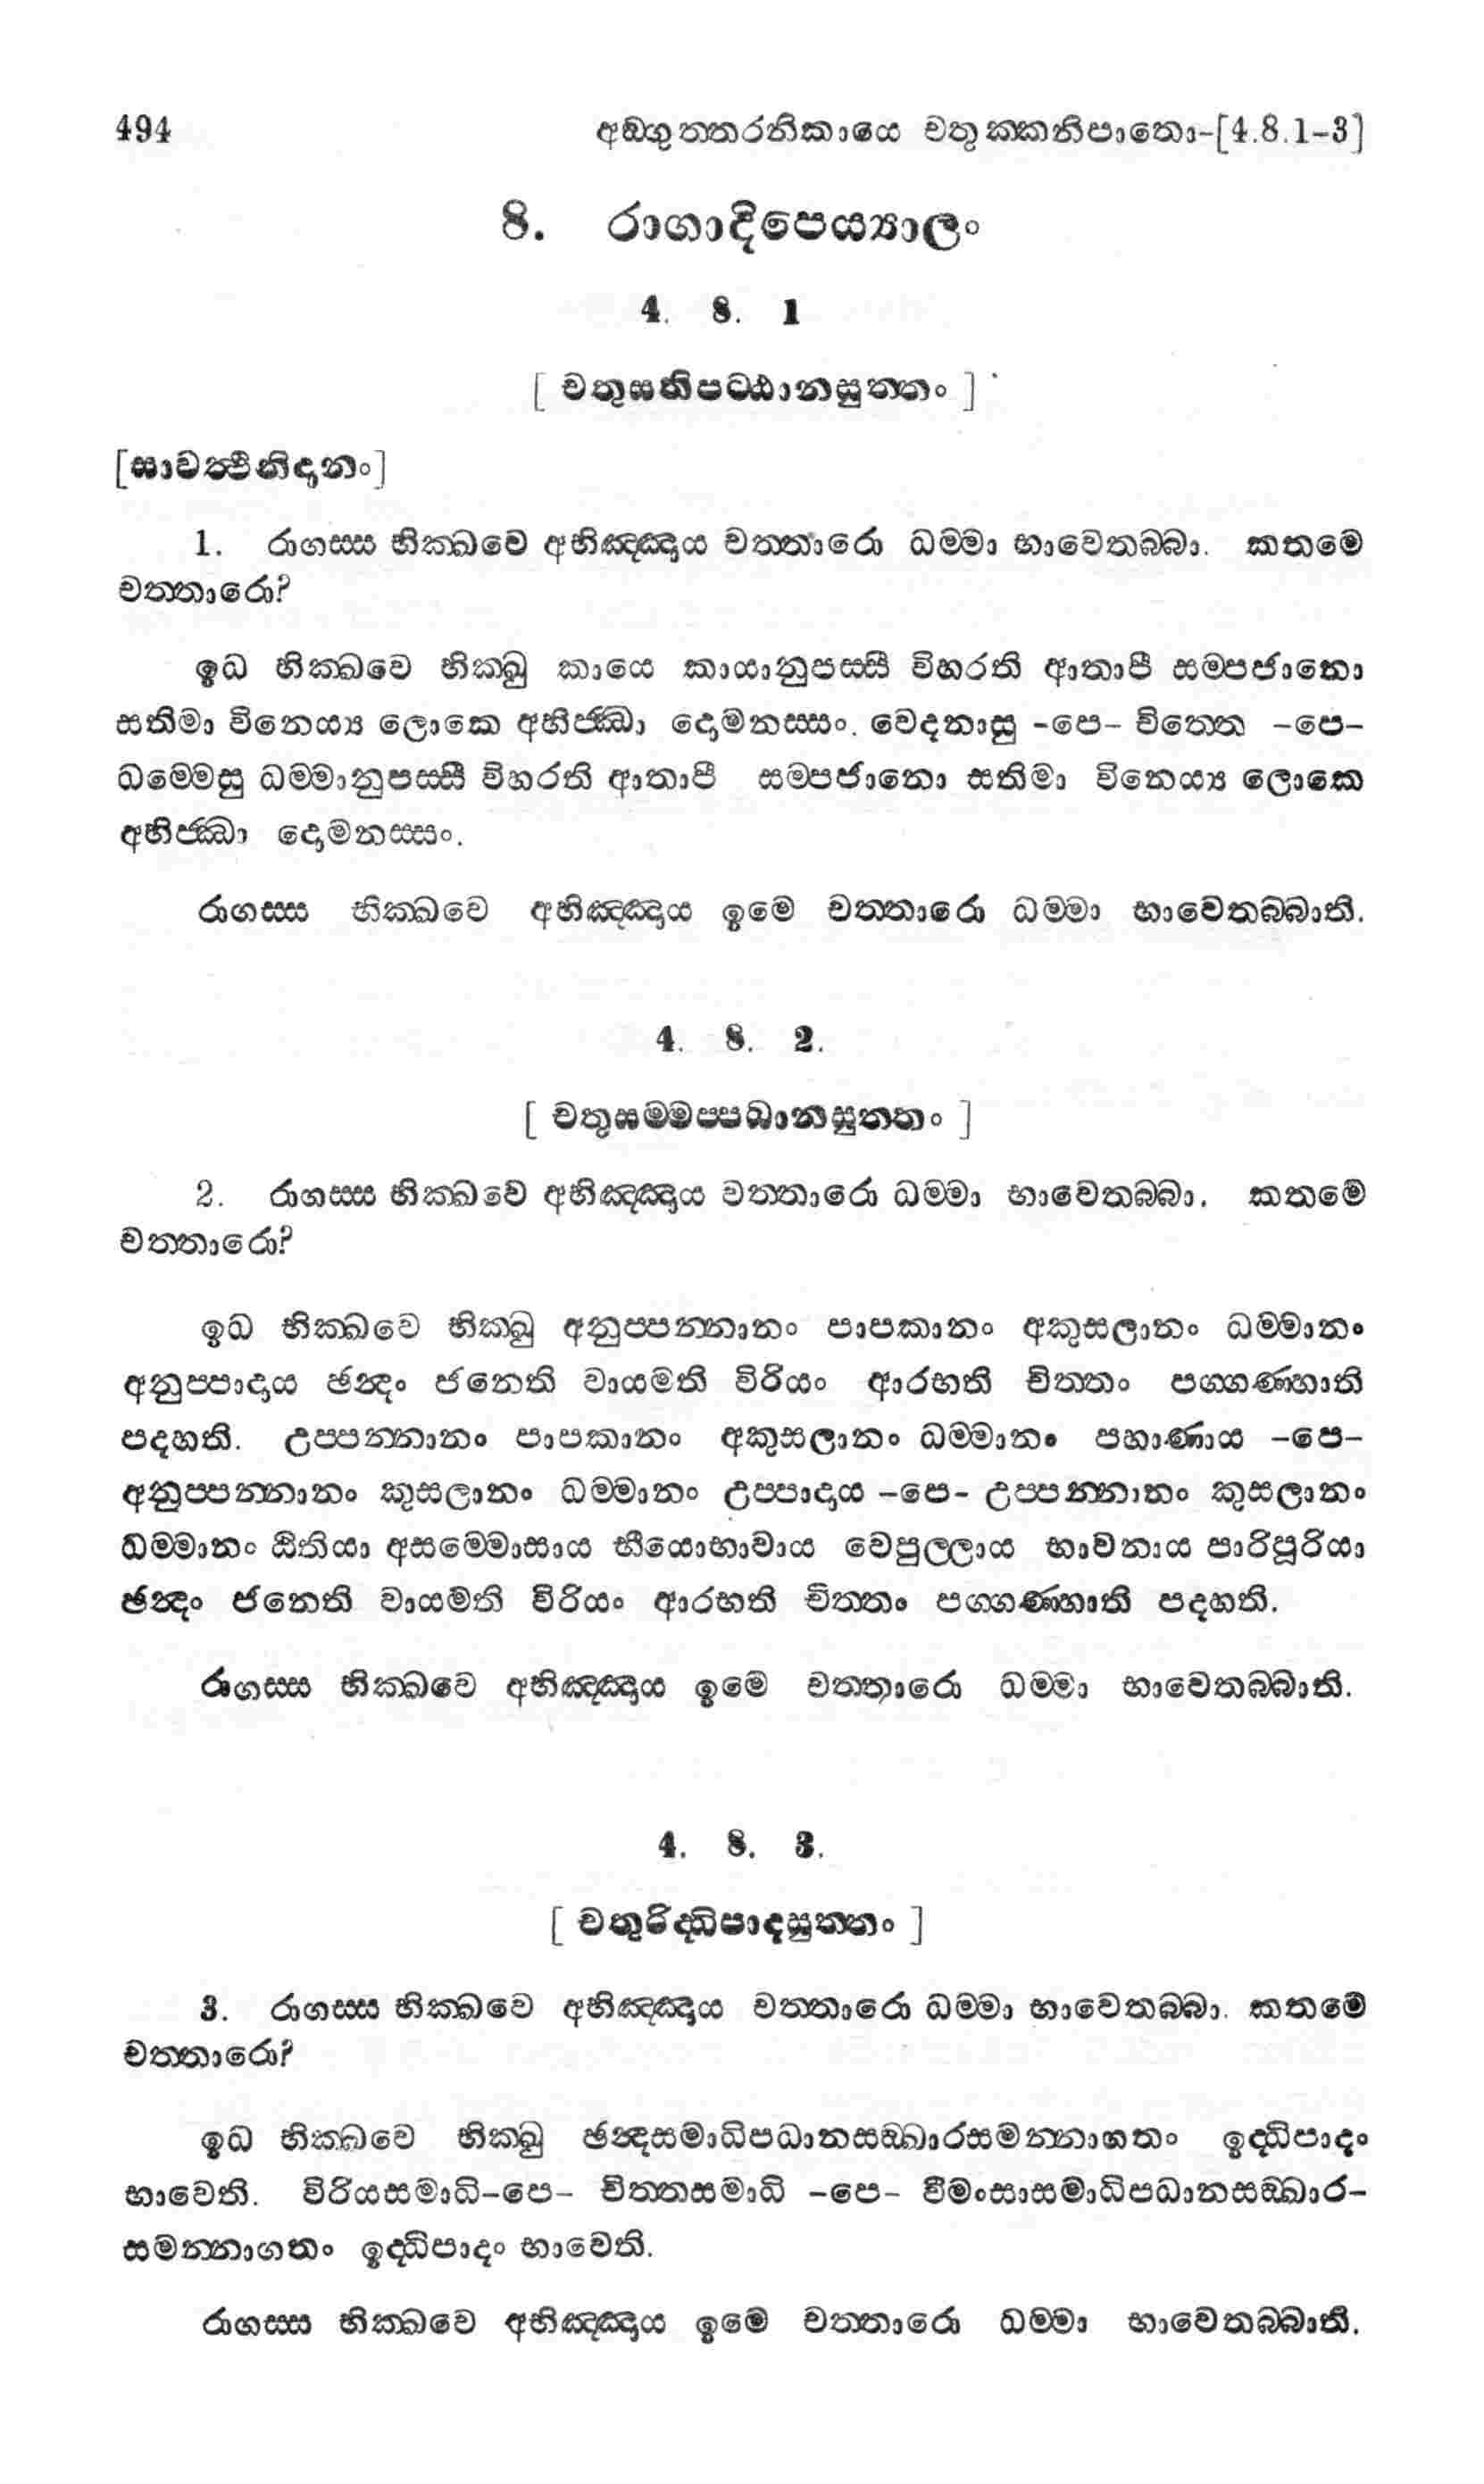 494 අඞගුත්තරනිකායෙ චතුක්කනිපාතො-[4.8.1-3]
8. රාගාදිපෙය්‍යාලං
4. 8. 1
[ චතුසතිපට්ඨානසුත්තං ]
[සාවත්ථිනිදානං]
1. රාගස්ස භික්ඛවෙ අභිඤ්ඤාය චත්තාරො ධම්මා භාවෙතබ්බා. කතමෙ
චත්තාරො?
ඉධ භික්ඛවෙ භික්ඛු කායෙ කායානුපස්සී විහරති ආතාපී සම්පජානො
සතිමා විනෙය්‍ය ලොකෙ අභිජ්ඣා දොමනස්සං. වෙදනාසු -පෙ- චිත්තෙ -පෙ-
ධම්මෙසු ධම්මානුපස්සී විහරති ආතාපී සම්පජානො සතිමා විනෙය්‍ය ලොකෙ
අභිජ්ඣා දොමනස්සං.
රාගස්ස භික්ඛවෙ අභිඤ්ඤාය ඉමෙ චත්තාරො ධම්මා භාවෙතබ්බාති.
4. 8. 2.
[ චතුසම්මප්පධානසුත්තං ]
2. රාගස්ස භික්ඛවෙ අභිඤ්ඤාය චත්තාරො ධම්මා භාවෙතබ්බා. කතමෙ
චත්තාරො?
ඉධ භික්ඛවෙ භික්ඛු අනුප්පන්නානං පාපකානං අකුසලානං ධම්මානං
අනුප්පාදාය ඡන්දං ජනෙති වායමති විරියං ආරභති චිත්තං පග්ගණ්හාති
පදහති. උප්පන්නානං පාපකානං අකුසලානං ධම්මානං පහාණාය -පෙ-
අනුප්පන්නානං කුසලානං ධම්මානං උප්පාදාය -පෙ- උප්පන්නානං කුසලානං
ධම්මානං ඨිතියා අසම්මොසාය භීයොභාවාය වෙපුල්ලාය භාවනාය පාරිපූරියා
ඡන්දං ජනෙති වායමති විරියං ආරභති චිත්තං පග්ගණ්හාති පදහති.
රාගස්ස භික්ඛවෙ අභිඤ්ඤාය ඉමෙ චත්තාරො ධම්මා භාවෙතබ්බාති.
4. 8. 3.
[ චතුරිද්ධිපාදසුත්තං ]
3. රාගස්ස භික්ඛවෙ අභිඤ්ඤාය චත්තාරො ධම්මා භාවෙතබ්බා. කතමෙ
චත්තාරො?
ඉධ භික්ඛවෙ භික්ඛු ඡන්දසමාධිපධානසඞ්ඛාරසමන්නාගතං ඉද්ධිපාදං
භාවෙති. විරියසමාධි-පෙ- චිත්තසමාධි -පෙ- වීමංසාසමාධිපධානසඞ්ඛාර-
සමන්නාගතං ඉද්ධිපාදං භාවෙති.
රාගස්ස භික්ඛවෙ අභිඤ්ඤාය ඉමෙ චත්තාරො ධම්මා භාවෙතබ්බාති.